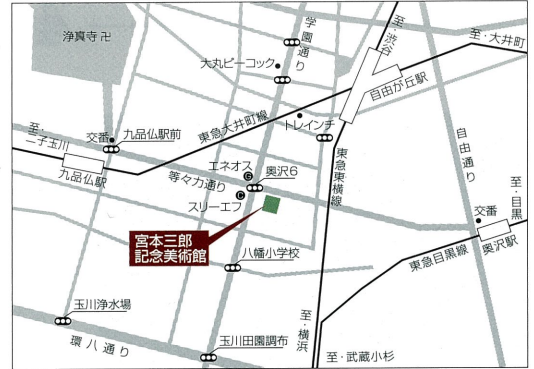 浄真寺卍
学園通り
至・渋谷
至・大井町
大丸ピーコック
自由が丘駅
東急大井町線
トレインチ
至・二子玉川
交番
九品仏駅前
九品仏駅
等々力通り
エネオス
奥沢6
スリーエフ
東急東横線
自由通り
至・目黒
交番
奥沢駅
東急目黒線
宮本三郎
記念美術館
八幡小学校
玉川浄水場
環八通り
玉川田園調布
至・横浜
至・武蔵小杉